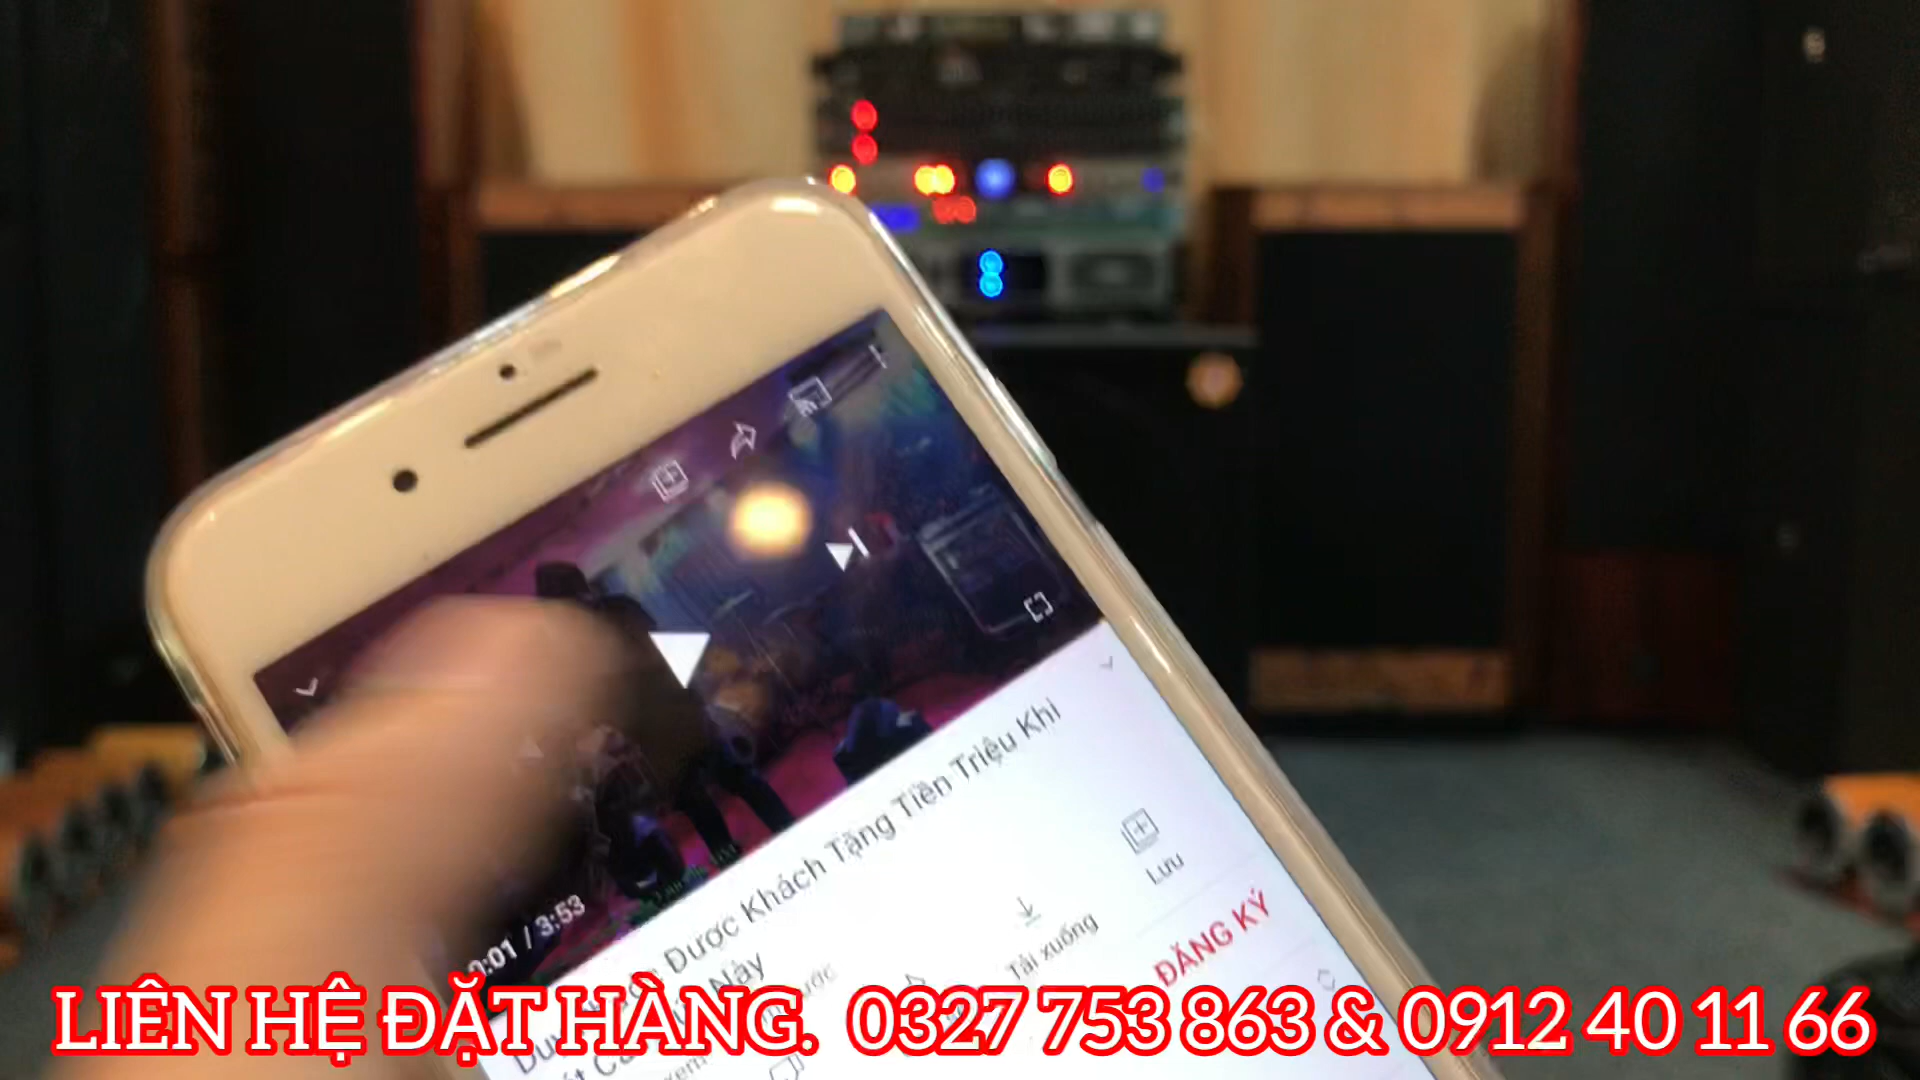 :01 / 3:53
Được Khách Tặng Tiền Triệu Khi
Này
Lưu
Tải xuống
ĐĂNG KÝ
LIÊN HỆ ĐẶT HÀNG. 0327 753 863 & 0912 40 11 66